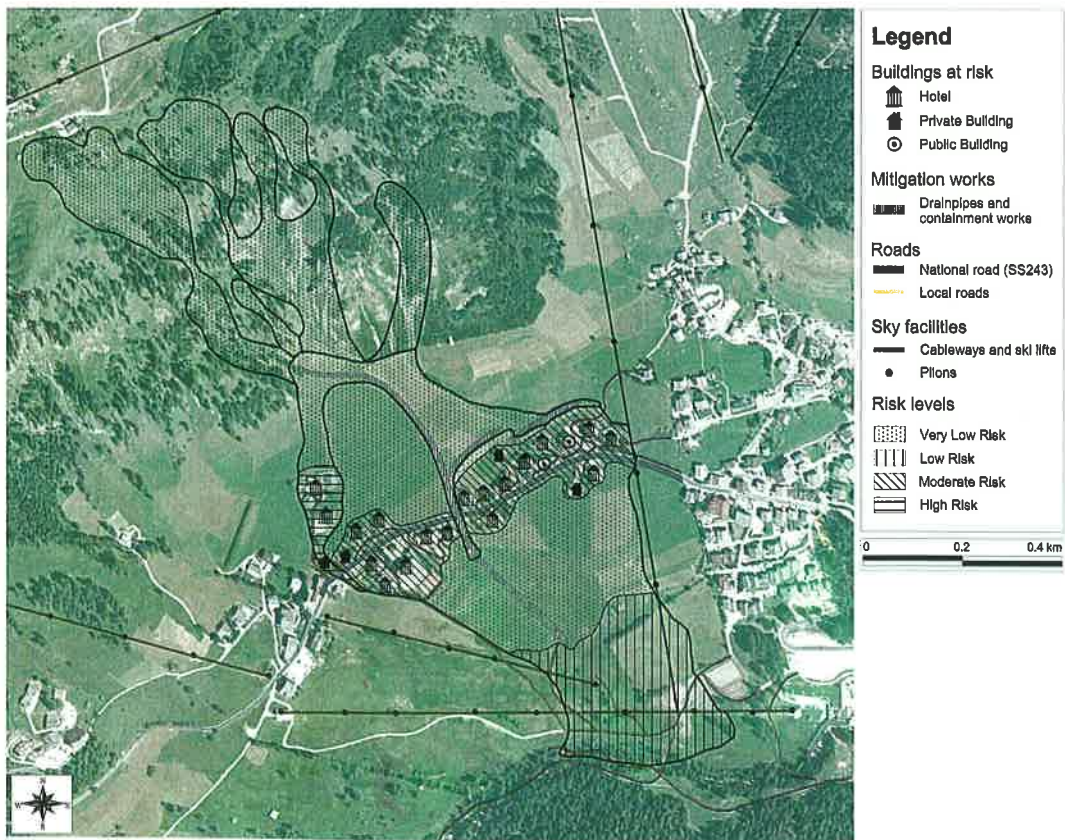 Legend
Buildings at risk
Hotel
Private Building
Public Building
Mitigation works
Drainpipes and
containment works
Roads
National road (SS243)
Local roads
Sky facilities
Cableways and ski lifts
Pilons
Risk levels
Very Low Risk
Low Risk
Moderate Risk
High Risk
0 0.2 0.4 km
N
W E
S